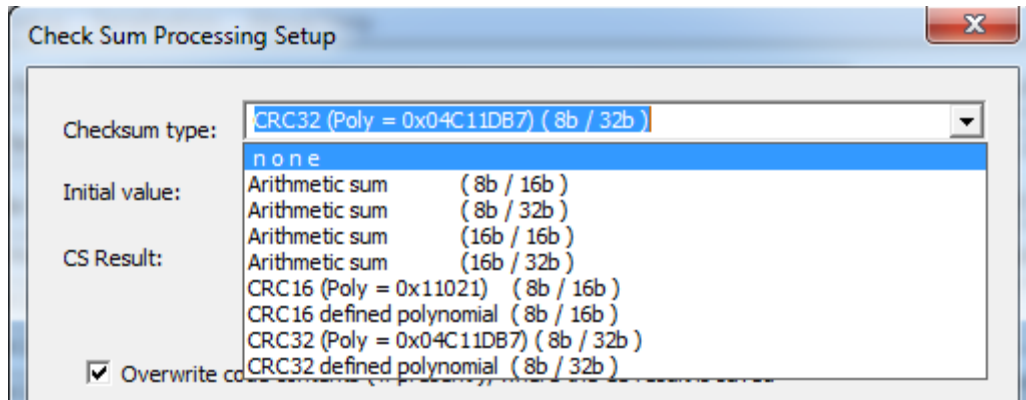 Check Sum Processing Setup
Checksum type:
CRC32 (Poly = 0x04C11DB7) ( 8b / 32b )
n o n e
Initial value:
Arithmetic sum ( 8b / 16b )
Arithmetic sum ( 8b / 32b )
Arithmetic sum (16b / 16b )
CS Result:
Arithmetic sum (16b / 32b )
CRC16 (Poly = 0x11021) ( 8b / 16b )
CRC16 defined polynomial ( 8b / 16b )
CRC32 (Poly = 0x04C11DB7) ( 8b / 32b )
CRC32 defined polynomial ( 8b / 32b )
Overwrite